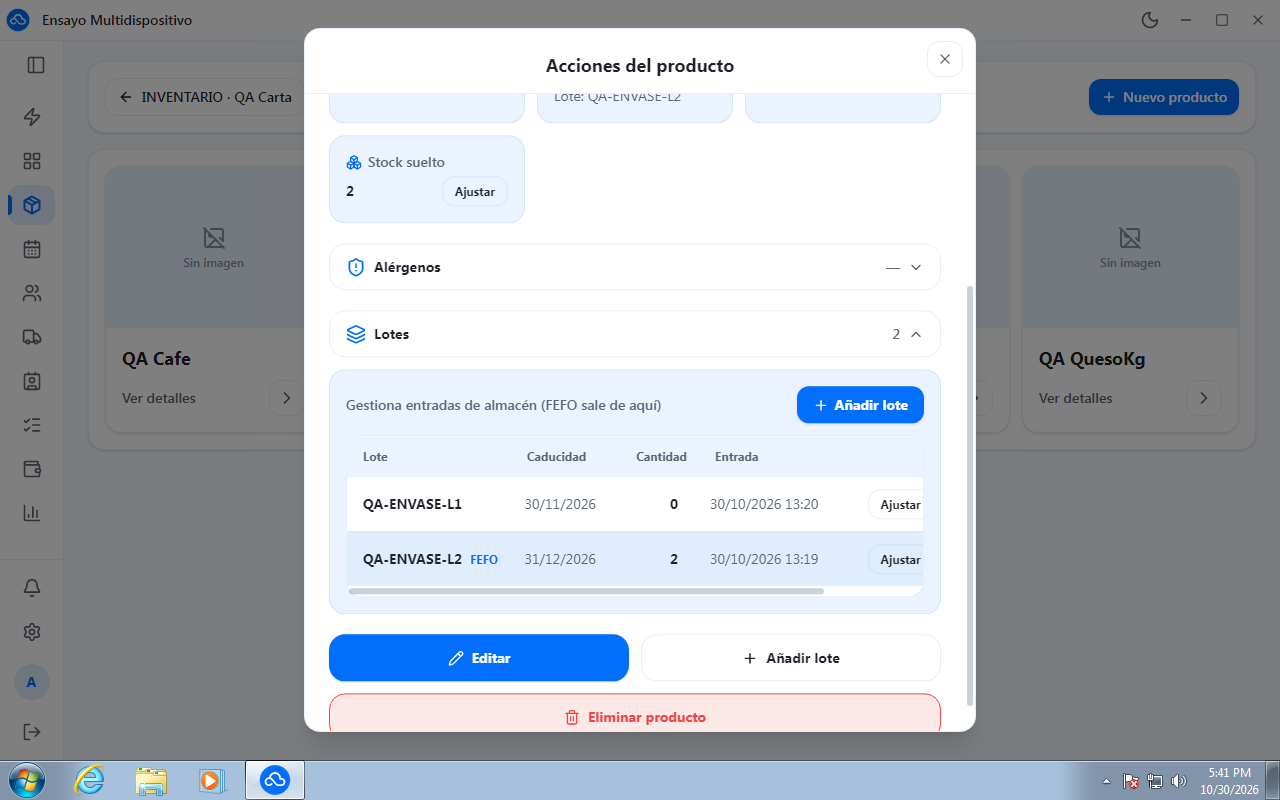 Ensayo Multidispositivo
Acciones del producto
INVENTARIO · QA Carta
Nuevo producto
Lote: QA-ENVASE-L2
Stock suelto
2
Ajustar
Alérgenos
—
Lotes
2
Gestiona entradas de almacén (FEFO sale de aquí)
Añadir lote
Lote Caducidad Cantidad Entrada
QA-ENVASE-L1 30/11/2026 0 30/10/2026 13:20 Ajustar
QA-ENVASE-L2 FEFO 31/12/2026 2 30/10/2026 13:19 Ajustar
Editar
Añadir lote
Eliminar producto
Sin imagen
QA Cafe
Ver detalles
Sin imagen
QA QuesoKg
Ver detalles
A
5:41 PM
10/30/2026